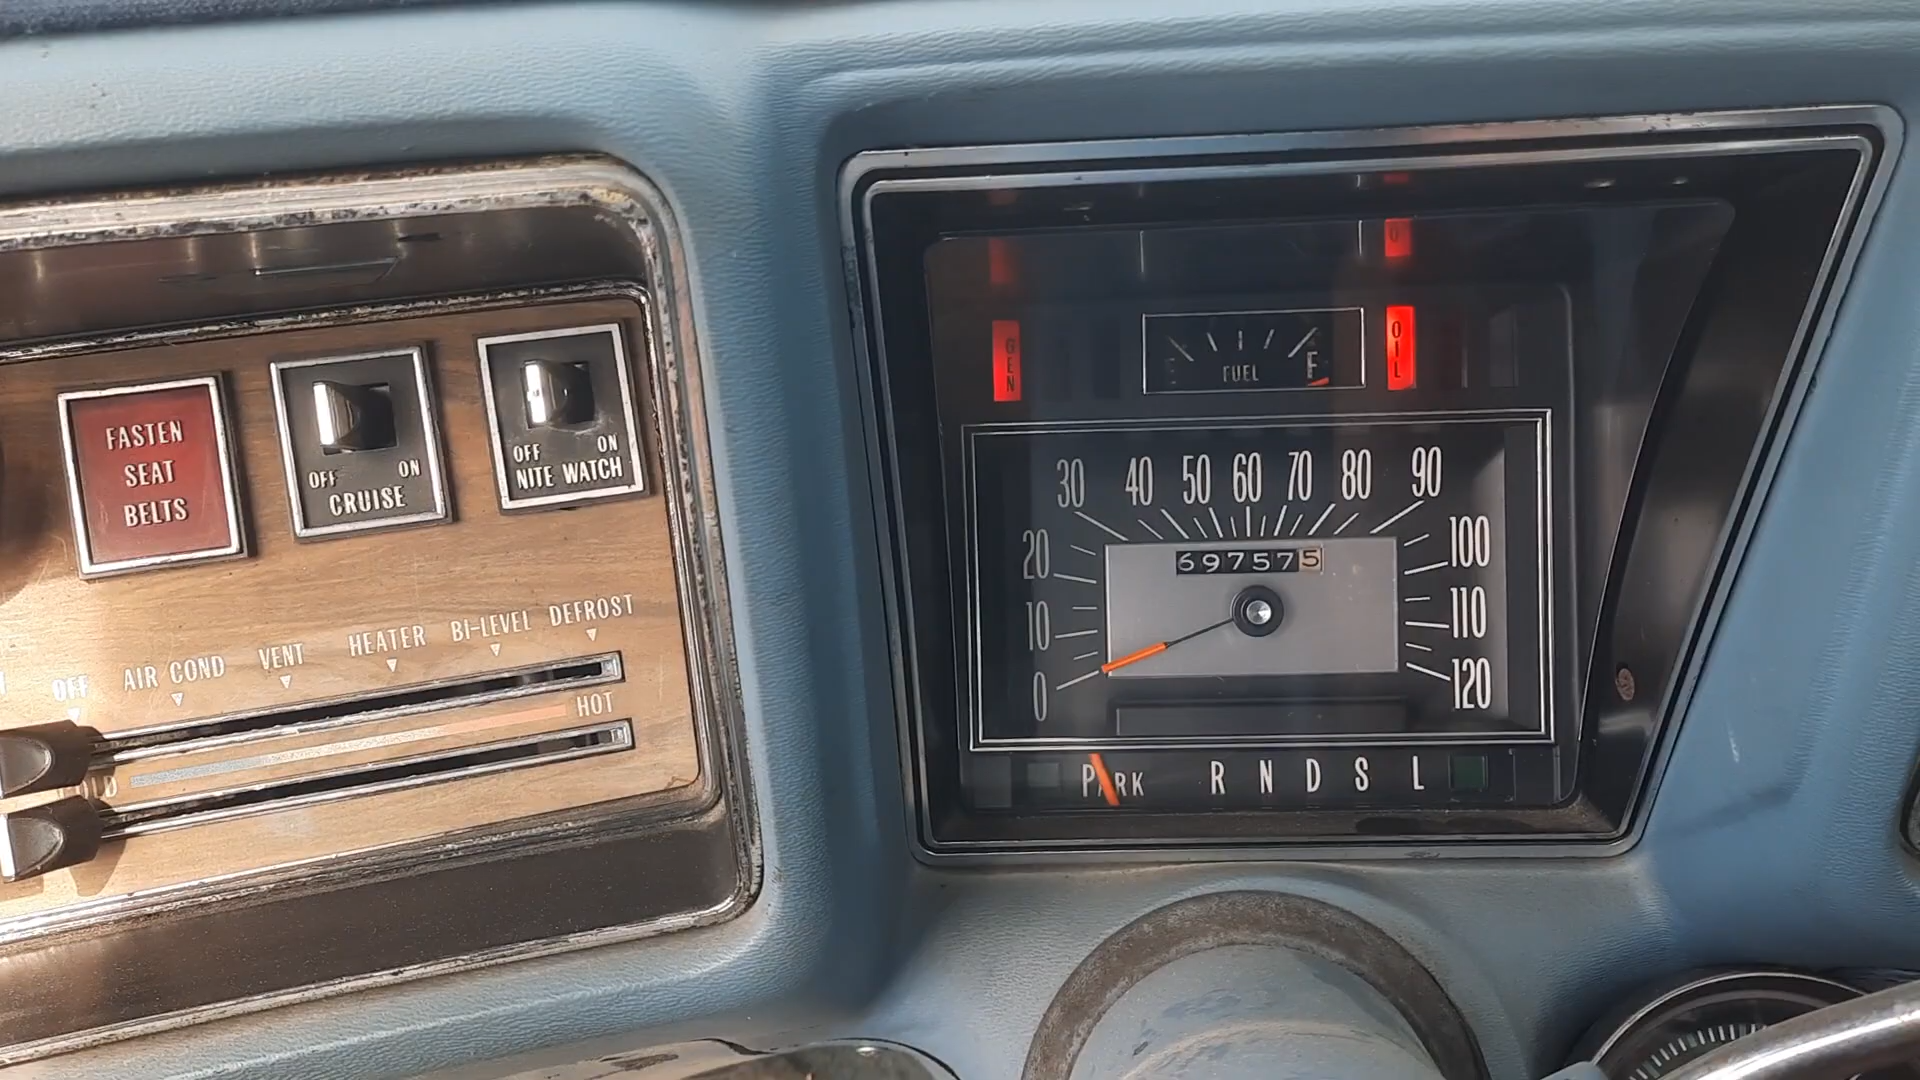 FASTEN
SEAT
BELTS
OFF ON
CRUISE
OFF ON
NITE WATCH
OFF AIR COND VENT HEATER BI-LEVEL DEFROST
HOT
GEN
FUEL F
OIL
30 40 50 60 70 80 90
20 100
10 110
0 120
697575
PARK R N D S L